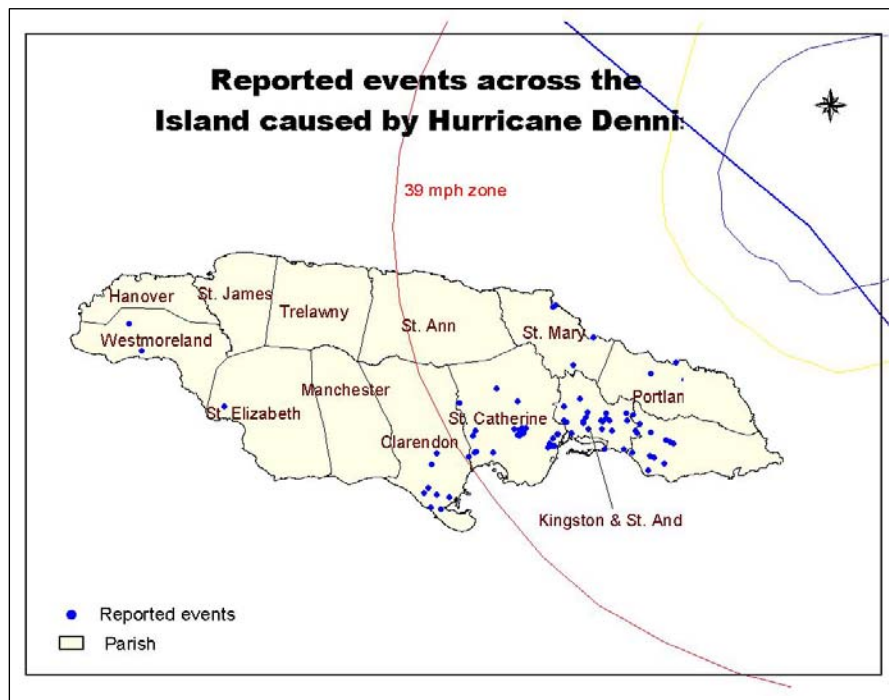 Reported events across the
Island caused by Hurricane Denni
39 mph zone
Hanover
St. James
Trelawny
St. Ann
St. Mary
Westmoreland
Portlan
Manchester
St. Elizabeth
St. Catherine
Clarendon
Kingston & St. And
Reported events
Parish